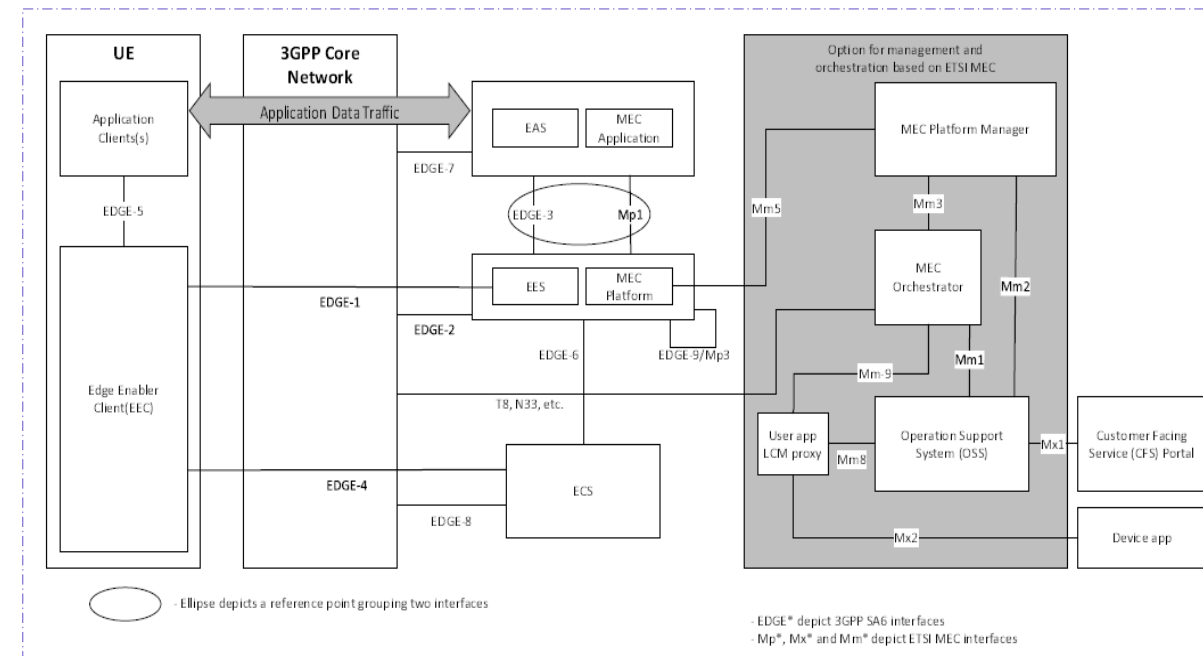 UE
Application
Clients(s)
EDGE-5
Edge Enabler
Client(EEC)
3GPP Core
Network
Application Data Traffic
EAS
MEC
Application
EDGE-7
EDGE-3
Mp1
EES
MEC
Platform
EDGE-1
EDGE-2
EDGE-6
EDGE-9/Mp3
T8, N33, etc.
EDGE-4
ECS
EDGE-8
Option for management and
orchestration based on ETSI MEC
MEC Platform Manager
Mm5
Mm3
MEC
Orchestrator
Mm2
Mm1
Mm-9
User app
LCM proxy
Mm8
Operation Support
System (OSS)
Mx1
Customer Facing
Service (CFS) Portal
Mx2
Device app
- Ellipse depicts a reference point grouping two interfaces
- EDGE* depict 3GPP SA6 interfaces
- Mp*, Mx* and Mm* depict ETSI MEC interfaces